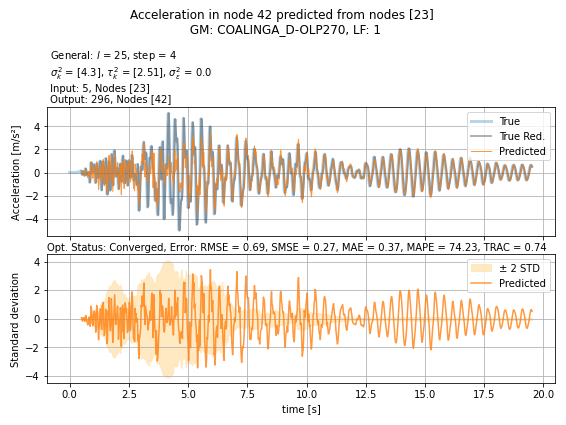 Acceleration in node 42 predicted from nodes [23]
GM: COALINGA_D-OLP270, LF: 1
General: l = 25, step = 4
σ²ₖ = [4.3], τ²ₖ = [2.51], σ²ε = 0.0
Input: 5, Nodes [23]
Output: 296, Nodes [42]
Acceleration [m/s²]
4
2
0
−2
−4
True
True Red.
Predicted
Opt. Status: Converged, Error: RMSE = 0.69, SMSE = 0.27, MAE = 0.37, MAPE = 74.23, TRAC = 0.74
Standard deviation
4
2
0
−2
−4
± 2 STD
Predicted
0.0 2.5 5.0 7.5 10.0 12.5 15.0 17.5 20.0
time [s]